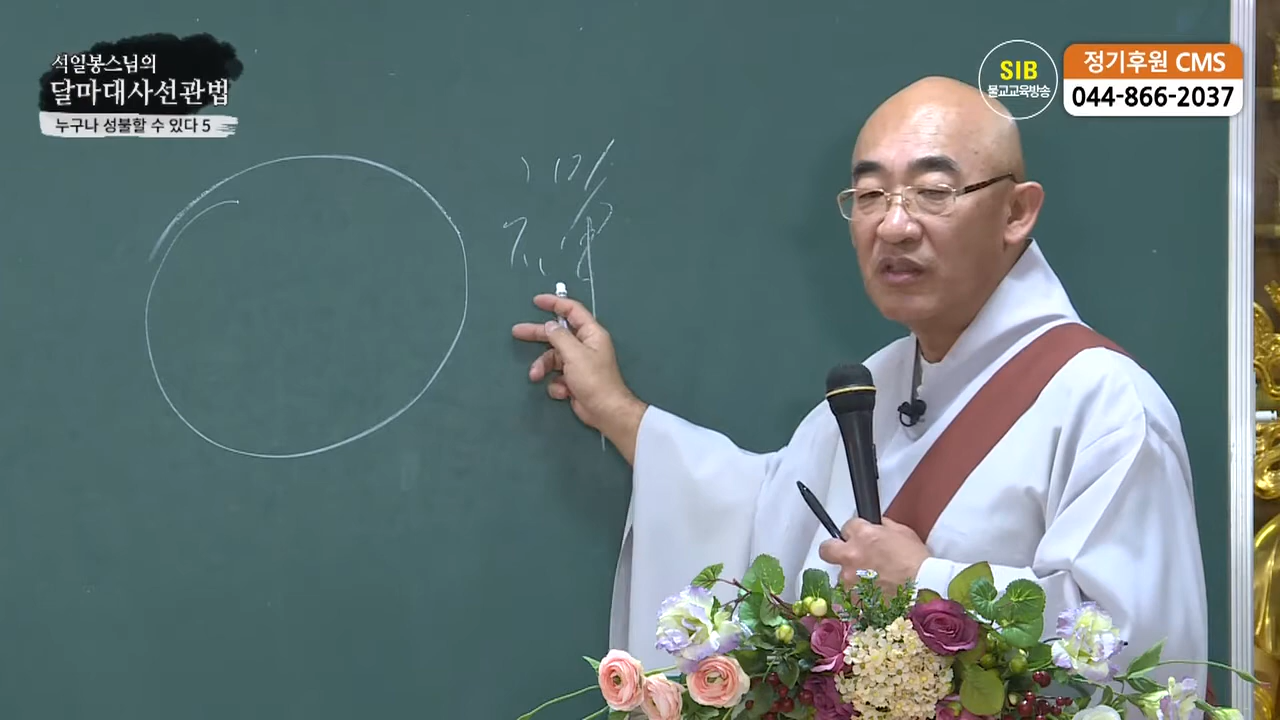 석일봉스님의
달마대사선관법
누구나 성불할 수 있다 5
SIB
불교교육방송
정기후원 CMS
044-866-2037